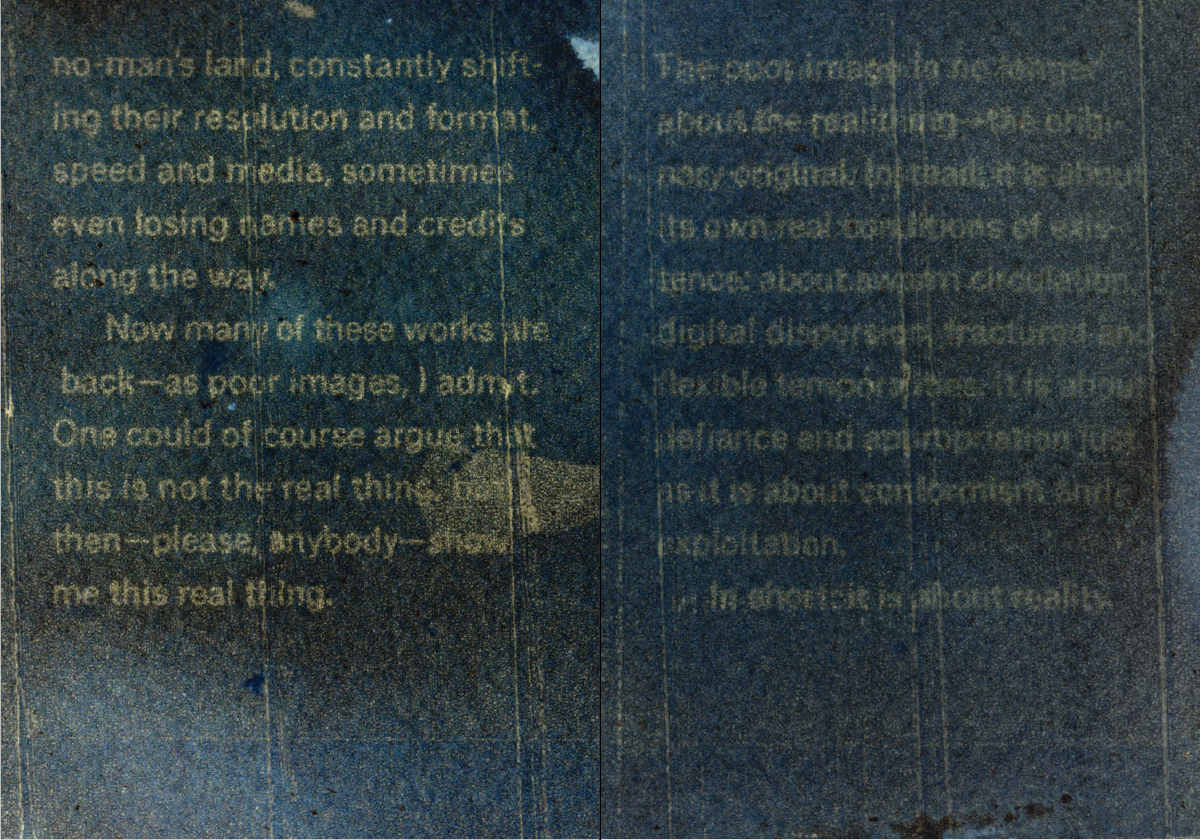 no-man's land, constantly shift-
ing their resolution and format,
speed and media, sometimes
even losing names and credits
along the way.
Now many of these works are
back—as poor images, I admit.
One could of course argue that
this is not the real thing, but
then—please, anybody—show
me this real thing.
The poor image is no longer
about the real thing—the origi-
nary original. Instead, it is about
its own real conditions of exis-
tence: about swarm circulation,
digital dispersion, fractured and
flexible temporalities. It is about
defiance and appropriation just
as it is about conformism and
exploitation.
In short: it is about reality.